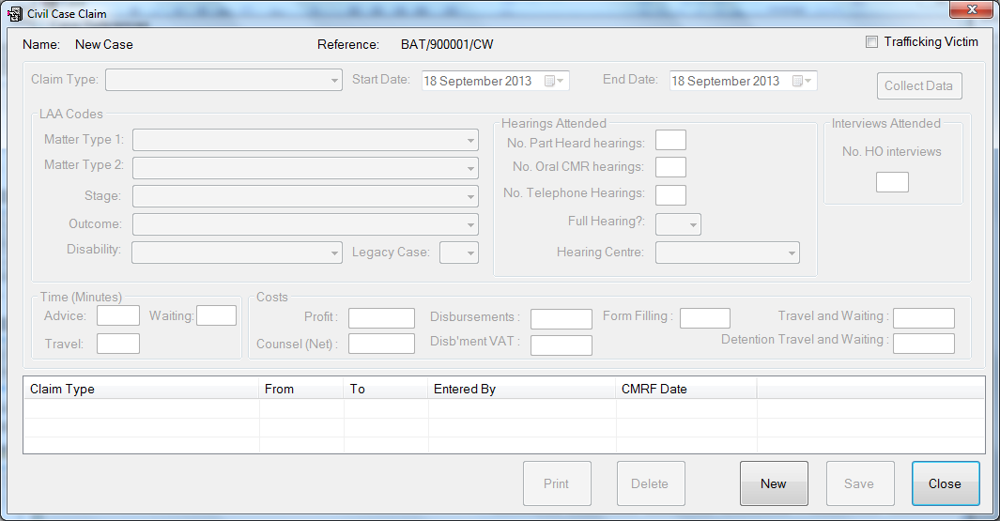 Civil Case Claim
Name: New Case Reference: BAT/900001/CW Trafficking Victim
Claim Type: Start Date: 18 September 2013 End Date: 18 September 2013 Collect Data
LAA Codes Hearings Attended Interviews Attended
Matter Type 1: No. Part Heard hearings: No. HO interviews
Matter Type 2: No. Oral CMR hearings:
Stage: No. Telephone Hearings:
Outcome: Full Hearing?:
Disability: Legacy Case: Hearing Centre:
Time (Minutes) Costs
Advice: Waiting: Profit : Disbursements : Form Filling : Travel and Waiting :
Travel: Counsel (Net) : Disb'ment VAT : Detention Travel and Waiting :
Claim Type From To Entered By CMRF Date
Print Delete New Save Close